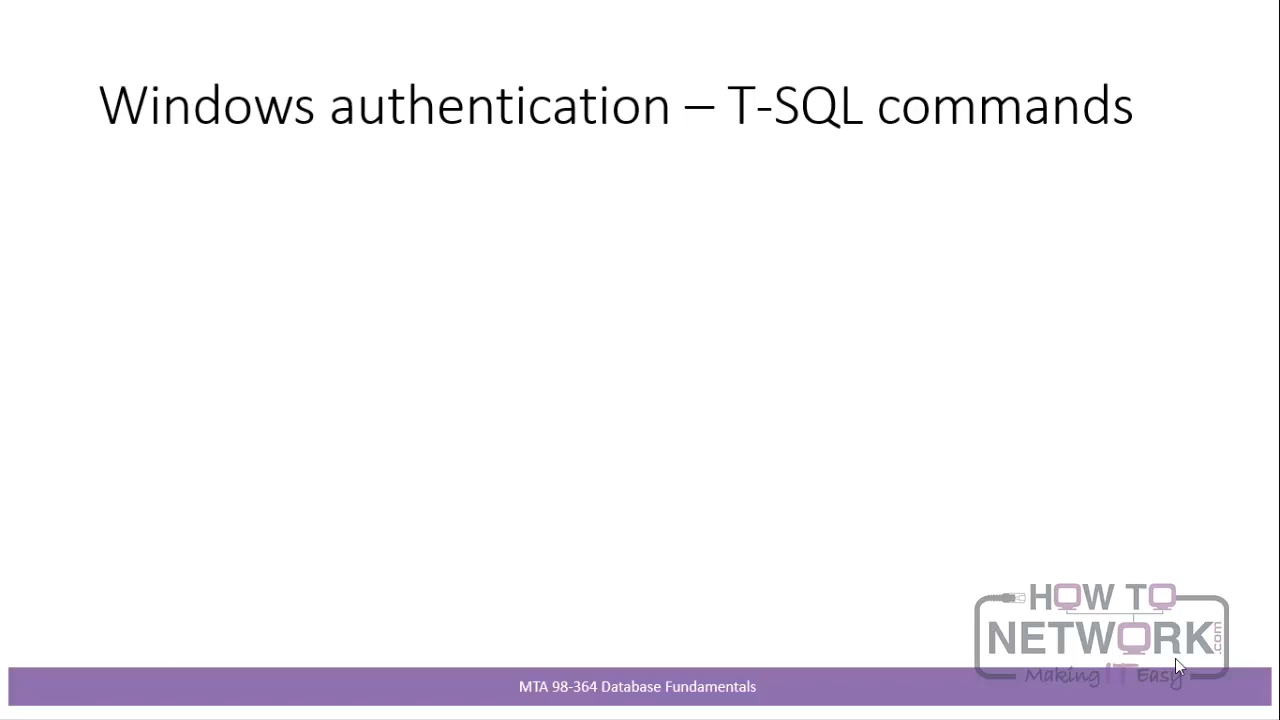 Windows authentication – T-SQL commands
HOW TO
NETWORK.com
Making IT Easy
MTA 98-364 Database Fundamentals